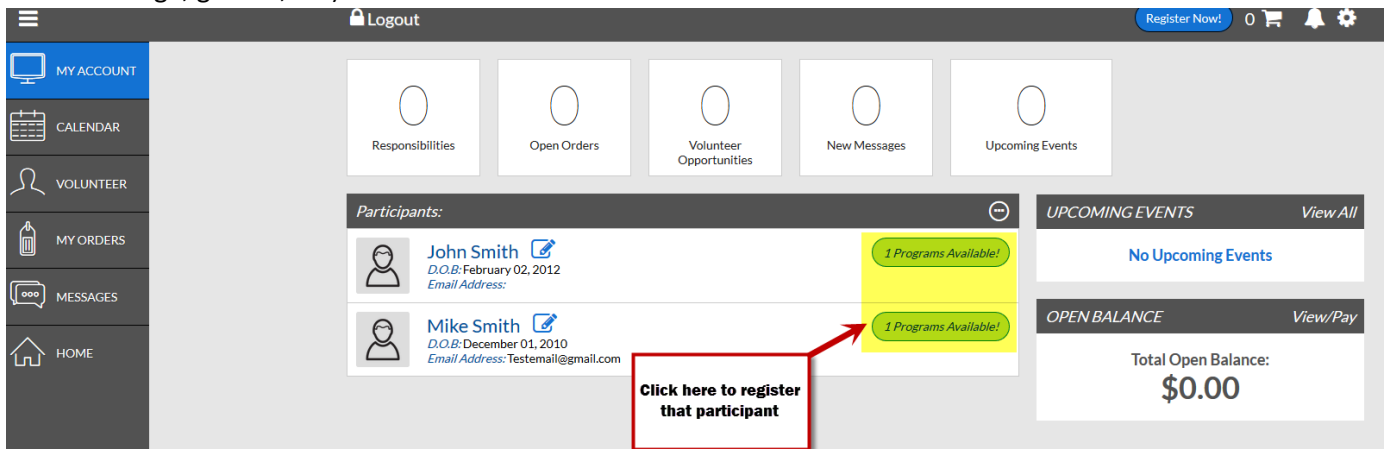 Logout
Register Now!
0
MY ACCOUNT
CALENDAR
VOLUNTEER
MY ORDERS
MESSAGES
HOME
0
Responsibilities
0
Open Orders
0
Volunteer
Opportunities
0
New Messages
0
Upcoming Events
Participants:
John Smith
D.O.B: February 02, 2012
Email Address:
1 Programs Available!
Mike Smith
D.O.B: December 01, 2010
Email Address: Testemail@gmail.com
1 Programs Available!
Click here to register
that participant
UPCOMING EVENTS View All
No Upcoming Events
OPEN BALANCE View/Pay
Total Open Balance:
$0.00